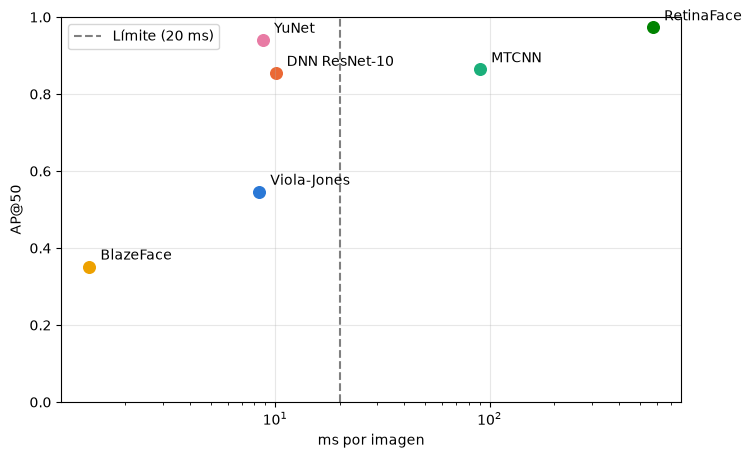 RetinaFace
1.0
Límite (20 ms)
YuNet
DNN ResNet-10
MTCNN
0.8
0.6
Viola-Jones
AP@50
0.4
BlazeFace
0.2
0.0
10¹
10²
ms por imagen